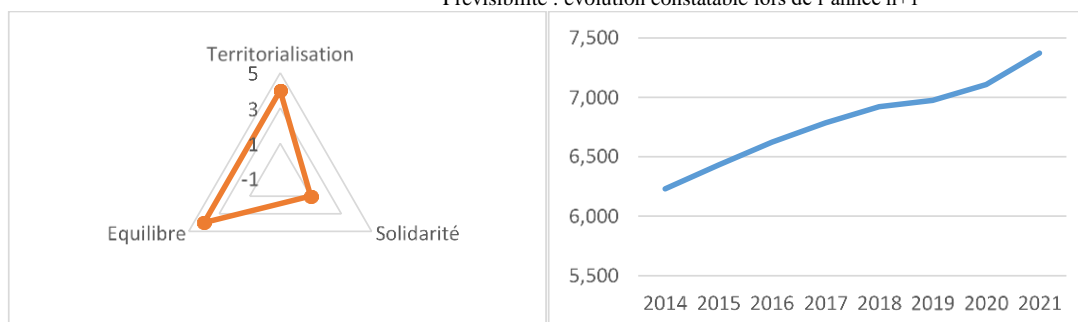 Prévisibilité : évolution constatable lors de l'année n+1
Territorialisation
5
3
1
-1
Equilibre
Solidarité
7,500
7,000
6,500
6,000
5,500
2014 2015 2016 2017 2018 2019 2020 2021